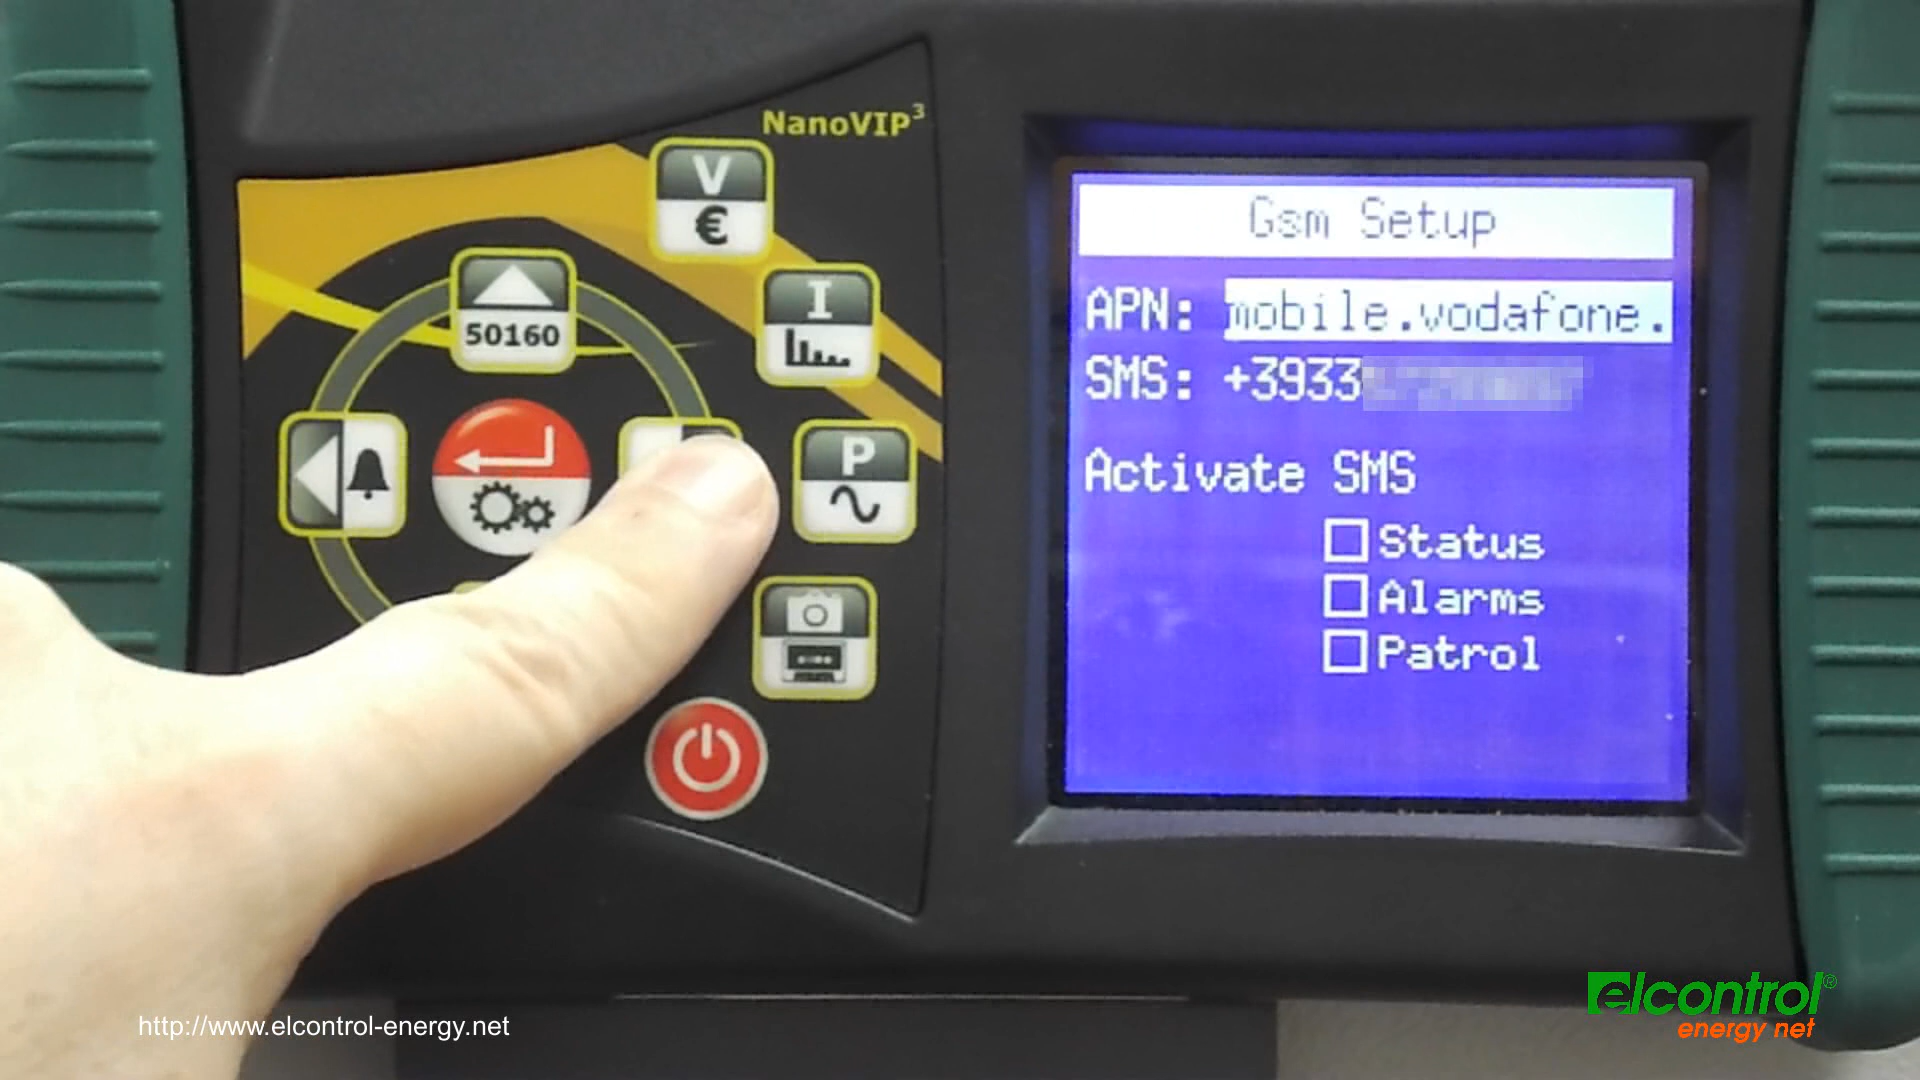 NanoVIP³
V
€
50160
I
P
Gsm Setup
APN: mobile.vodafone.
SMS: +3933
Activate SMS
Status
Alarms
Patrol
http://www.elcontrol-energy.net
elcontrol®
energy net